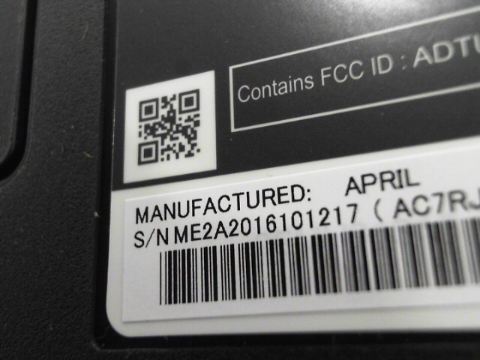 Contains FCC ID : ADTU
MANUFACTURED: APRIL
S/N ME2A2016101217 ( AC7RJ